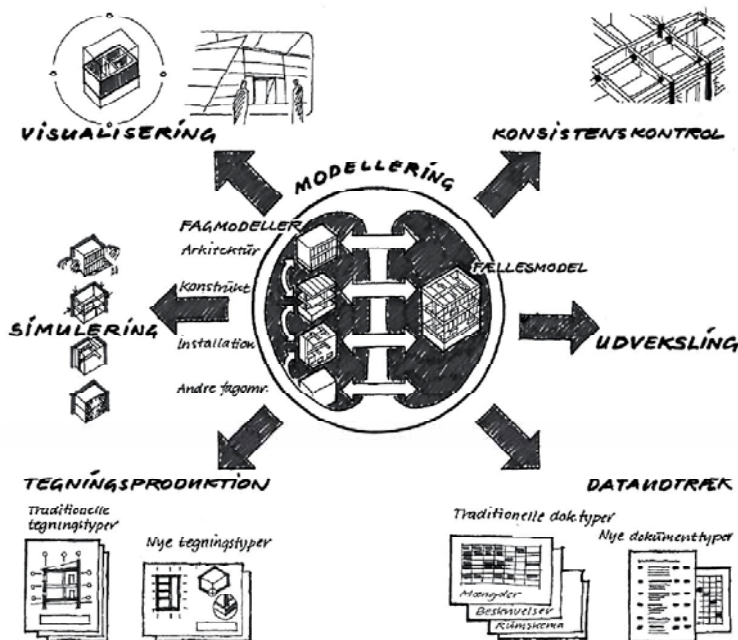 VISUALISERING
KONSISTENSKONTROL
MODELLERING
FAGMODELLER
Arkitektur
FÆLLESMODEL
Konstrukt
SIMULERING
Installation
UDVEKSLING
Andre fagomr.
TEGNINGSPRODUKTION
DATAUDTRÆK
Traditionelle
tegningstyper
Nye tegningstyper
Traditionelle dok.typer
Nye dokumenttyper
Mængder
Beskrivelser
Rumskema